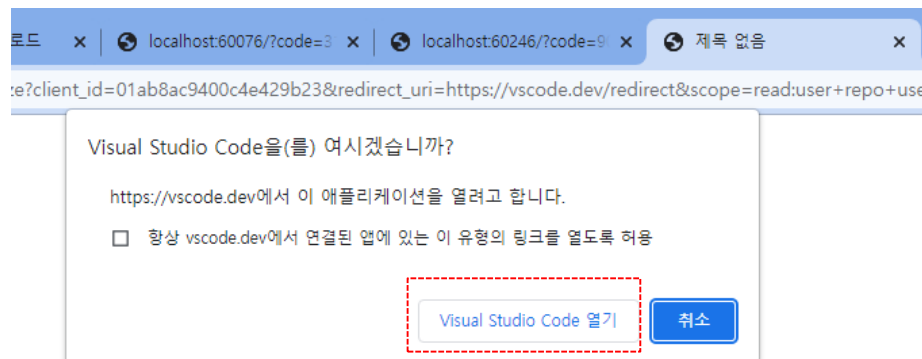 로드 × localhost:60076/?code=3 × localhost:60246/?code=9 × 제목 없음 ×
ze?client_id=01ab8ac9400c4e429b23&redirect_uri=https://vscode.dev/redirect&scope=read:user+repo+use
Visual Studio Code을(를) 여시겠습니까?
https://vscode.dev에서 이 애플리케이션을 열려고 합니다.
항상 vscode.dev에서 연결된 앱에 있는 이 유형의 링크를 열도록 허용
Visual Studio Code 열기 취소